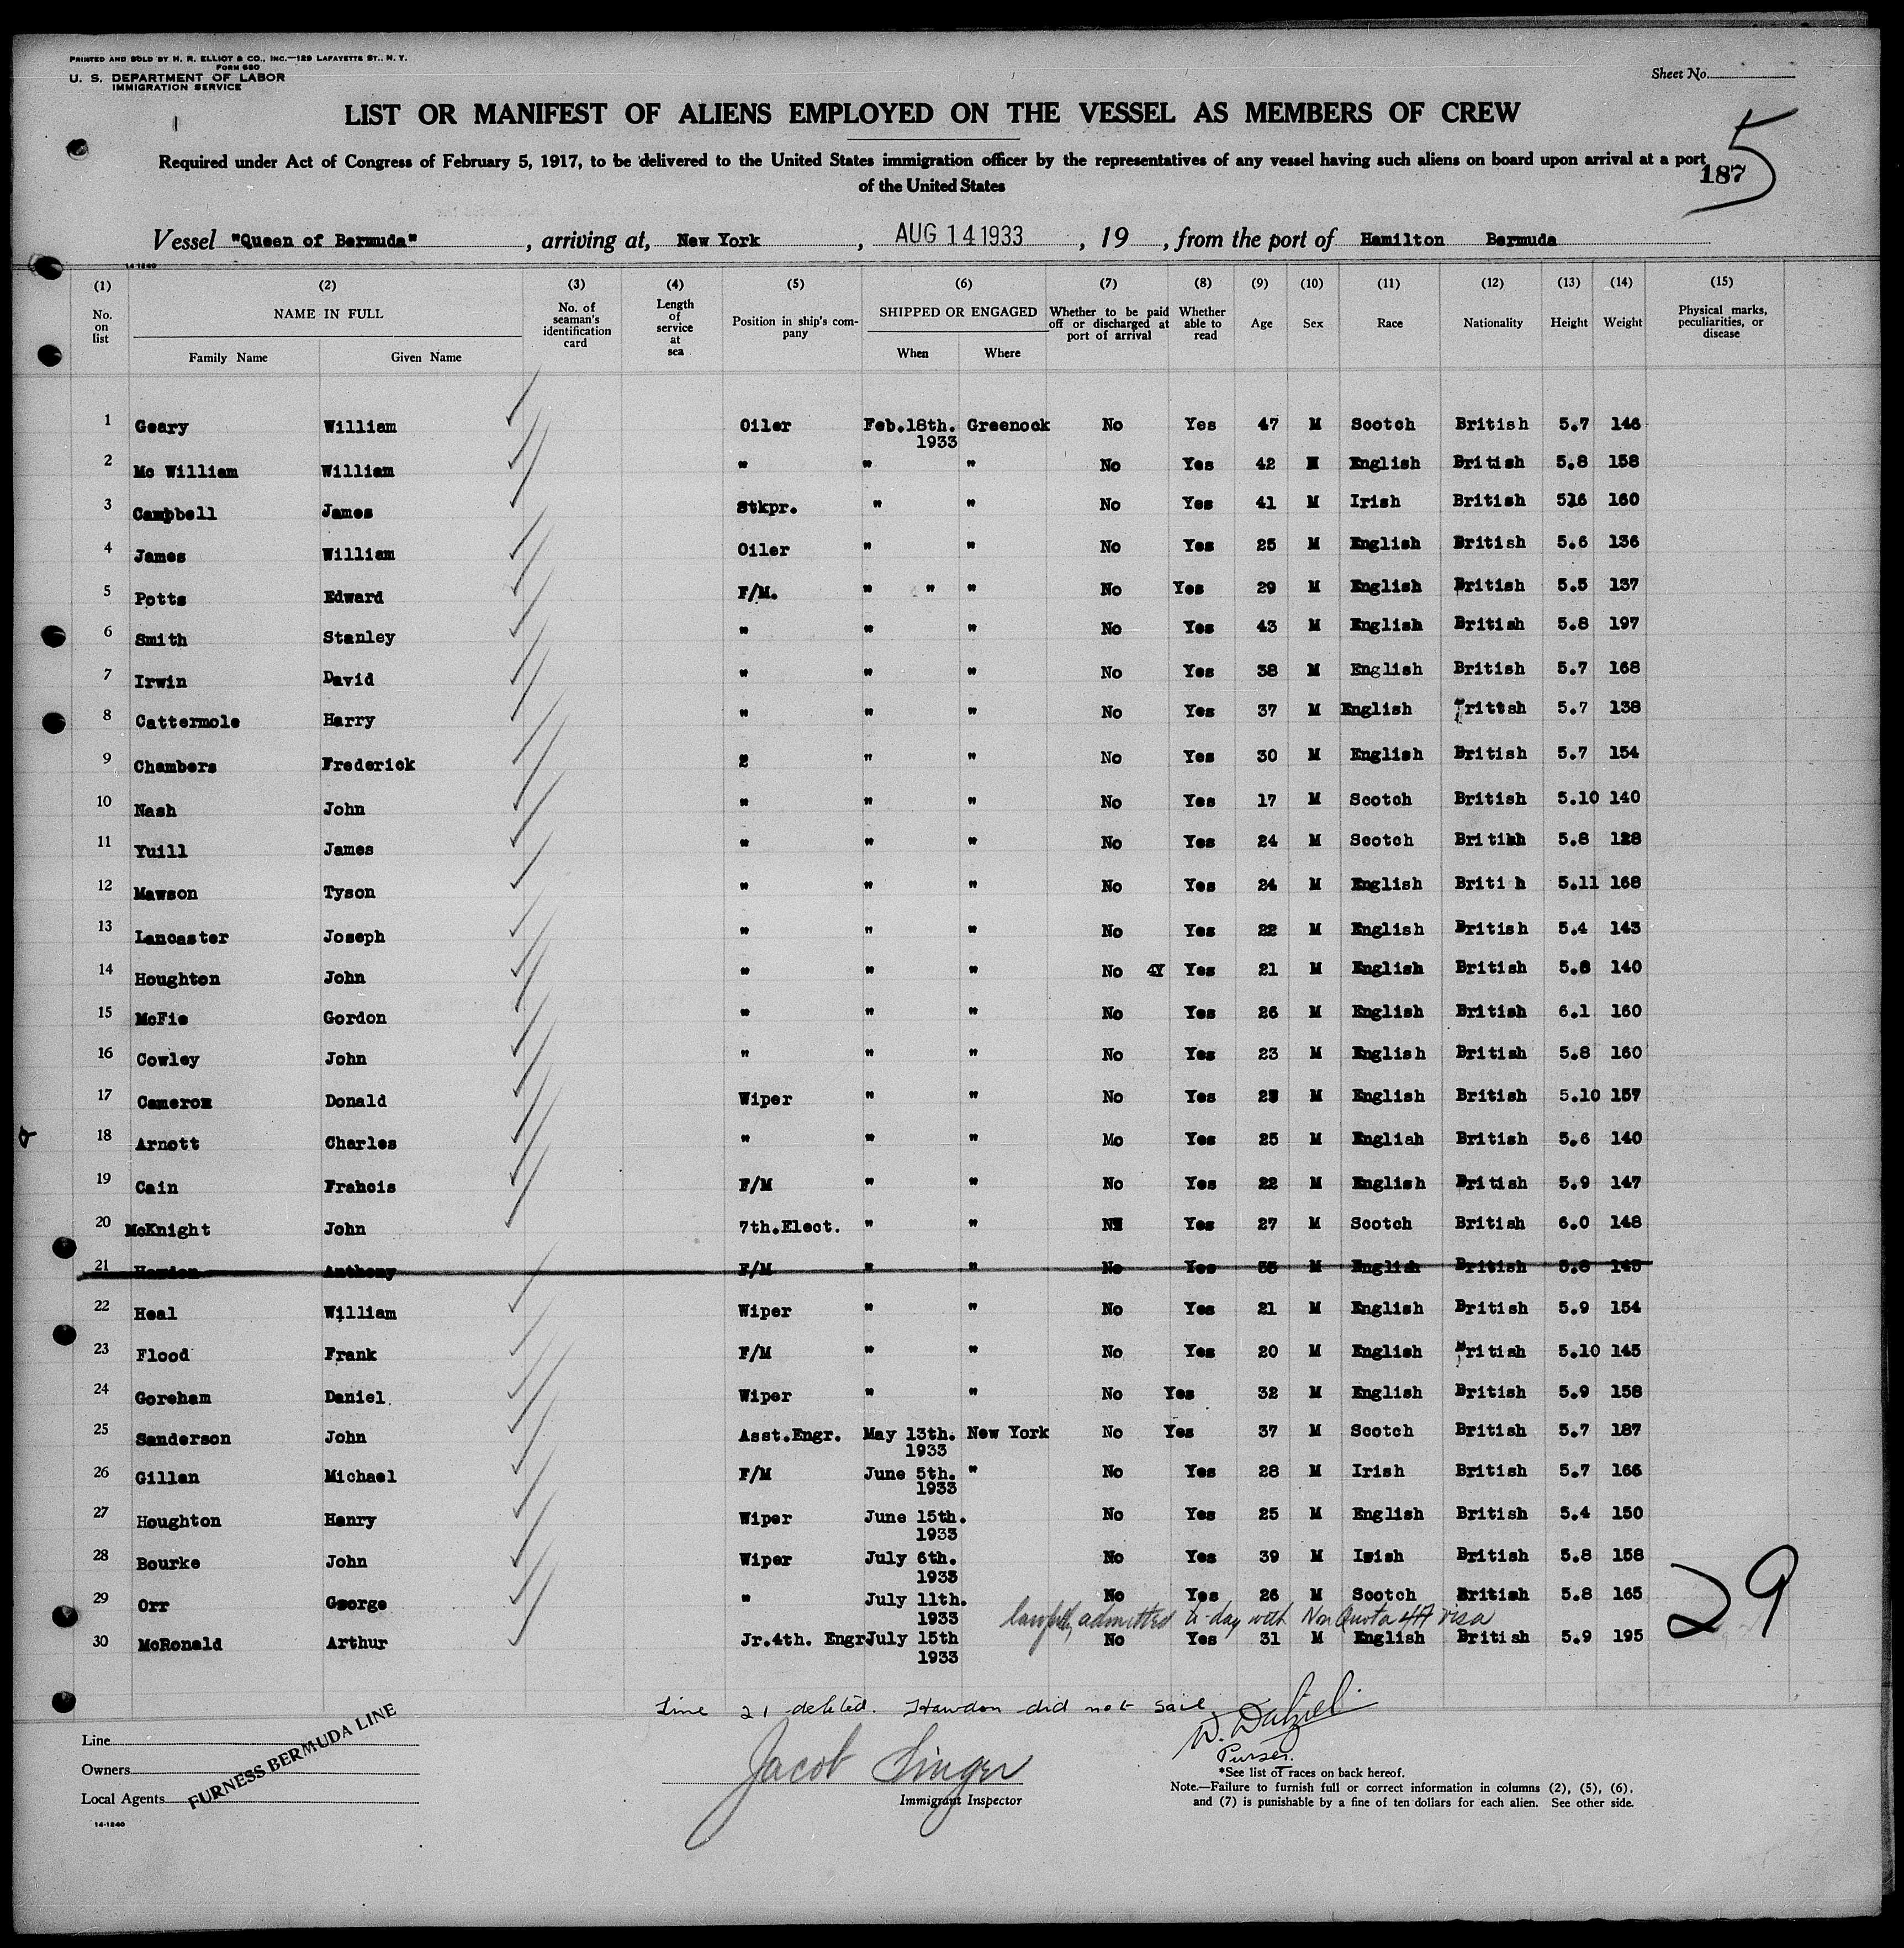 PRINTED AND SOLD BY H. R. ELLIOT & CO., INC.—129 LAFAYETTE ST., N. Y.
FORM 680
U. S. DEPARTMENT OF LABOR
IMMIGRATION SERVICE
Sheet No.
LIST OR MANIFEST OF ALIENS EMPLOYED ON THE VESSEL AS MEMBERS OF CREW
5
Required under Act of Congress of February 5, 1917, to be delivered to the United States immigration officer by the representatives of any vessel having such aliens on board upon arrival at a port
of the United States
187
Vessel "Queen of Bermuda", arriving at, New York, AUG 14 1933, 19, from the port of Hamilton Bermuda
14-1240
(1) (2) (3) (4) (5) (6) (7) (8) (9) (10) (11) (12) (13) (14) (15)
No. on list NAME IN FULL Family Name Given Name No. of seaman's identification card Length of service at sea Position in ship's company SHIPPED OR ENGAGED When Where Whether to be paid off or discharged at port of arrival Whether able to read Age Sex Race Nationality Height Weight Physical marks, peculiarities, or disease
1 Geary William Oiler Feb.18th. 1933 Greenock No Yes 47 M Scotch British 5.7 146
2 Mc William William " " " No Yes 42 M English British 5.8 158
3 Campbell James Stkpr. " " No Yes 41 M Irish British 516 160
4 James William Oiler " " No Yes 25 M English British 5.6 136
5 Potts Edward F/M. " " " No Yes 29 M English British 5.5 137
6 Smith Stanley " " " No Yes 43 M English British 5.8 197
7 Irwin David " " " No Yes 38 M English British 5.7 168
8 Cattermole Harry " " " No Yes 37 M English British 5.7 138
9 Chambers Frederick 2 " " No Yes 30 M English British 5.7 154
10 Nash John " " " No Yes 17 M Scotch British 5.10 140
11 Yuill James " " " No Yes 24 M Scotch British 5.8 128
12 Mawson Tyson " " " No Yes 24 M English Briti h 5.11 168
13 Lancaster Joseph " " " No Yes 22 M English British 5.4 143
14 Houghton John " " " No 4Y Yes 21 M English British 5.8 140
15 McFie Gordon " " " No Yes 26 M English British 6.1 160
16 Cowley John " " " No Yes 23 M English British 5.8 160
17 Cameron Donald Wiper " " No Yes 23 M English British 5.10 157
18 Arnott Charles " " " Mo Yes 25 M English British 5.6 140
19 Cain Frahcis F/M " " No Yes 22 M English British 5.9 147
20 McKnight John 7th.Elect. " " No Yes 27 M Scotch British 6.0 148
21 Anthony F/M " " No Yes M English British 5.8
22 Heal William Wiper " " No Yes 21 M English British 5.9 154
23 Flood Frank F/M " " No Yes 20 M English British 5.10 145
24 Goreham Daniel Wiper " " No Yes 32 M English British 5.9 158
25 Sanderson John Asst.Engr. May 13th. 1933 New York No Yes 37 M Scotch British 5.7 187
26 Gillen Michael F/M June 5th. 1933 " No Yes 28 M Irish British 5.7 166
27 Houghton Henry Wiper June 15th. 1933 No Yes 25 M English British 5.4 150
28 Bourke John Wiper July 6th. 1933 No Yes 39 M Irish British 5.8 158
29 Orr George " July 11th. 1933 No Yes 26 M Scotch British 5.8 165
lawfully admitted to-day with Non Quota visa
30 McRonald Arthur Jr.4th. Engr July 15th 1933 No Yes 31 M English British 5.9 195
29
Line 21 deleted. Hawdon did not sail
W. Dalziel
Purser.
Line
Owners
Local Agents
FURNESS BERMUDA LINE
Jacob Singer
Immigrant Inspector
*See list of races on back hereof.
Note.—Failure to furnish full or correct information in columns (2), (5), (6),
and (7) is punishable by a fine of ten dollars for each alien. See other side.
14-1240